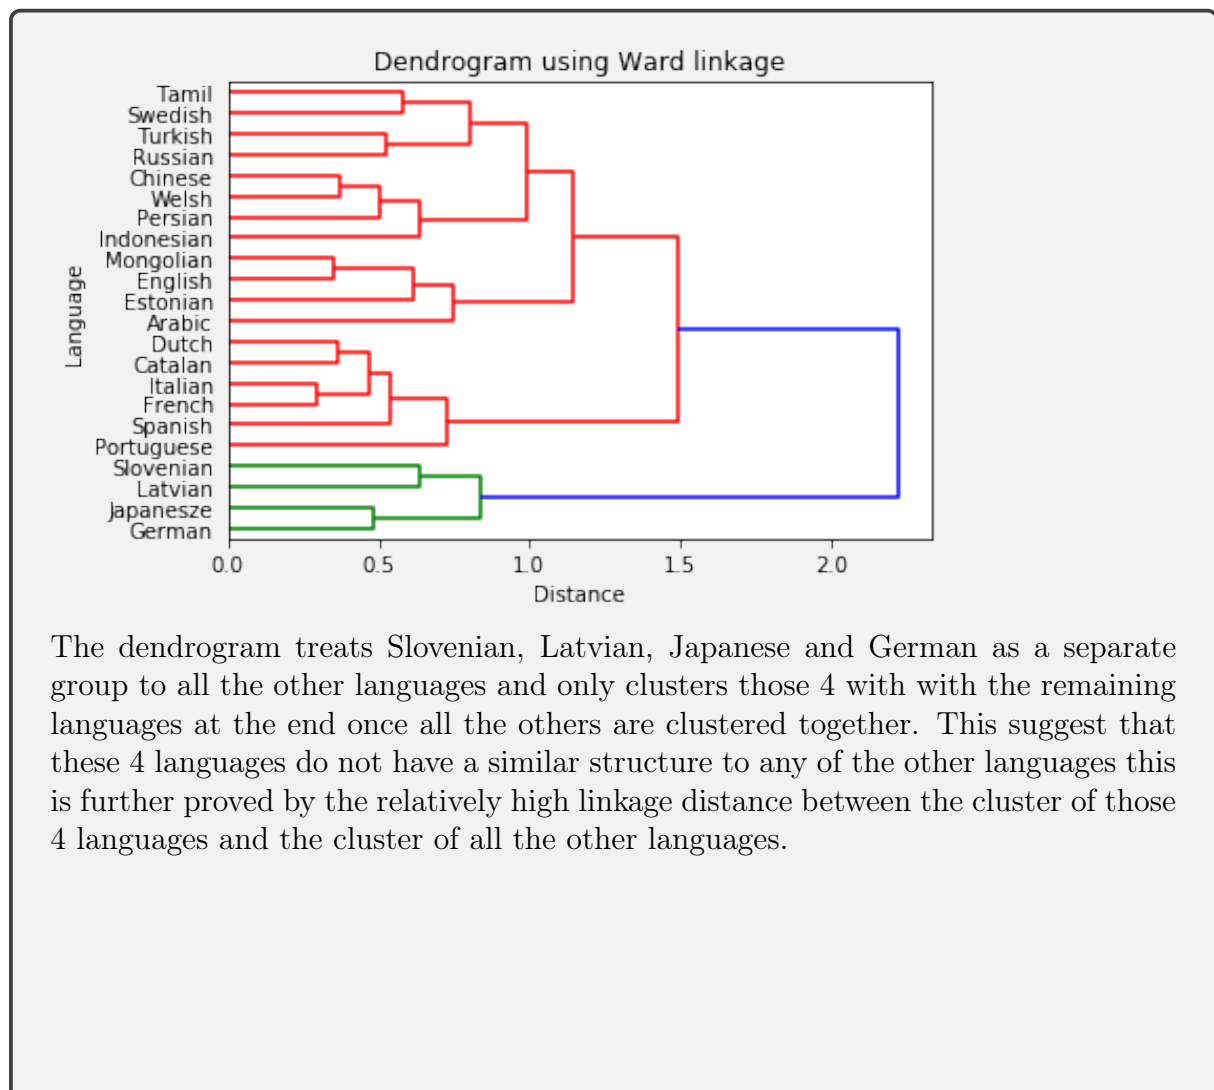 Dendrogram using Ward linkage
Tamil
Swedish
Turkish
Russian
Chinese
Welsh
Persian
Indonesian
Mongolian
English
Estonian
Arabic
Dutch
Catalan
Italian
French
Spanish
Portuguese
Slovenian
Latvian
Japanesze
German
Language
0.0 0.5 1.0 1.5 2.0
Distance
The dendrogram treats Slovenian, Latvian, Japanese and German as a separate
group to all the other languages and only clusters those 4 with with the remaining
languages at the end once all the others are clustered together. This suggest that
these 4 languages do not have a similar structure to any of the other languages this
is further proved by the relatively high linkage distance between the cluster of those
4 languages and the cluster of all the other languages.